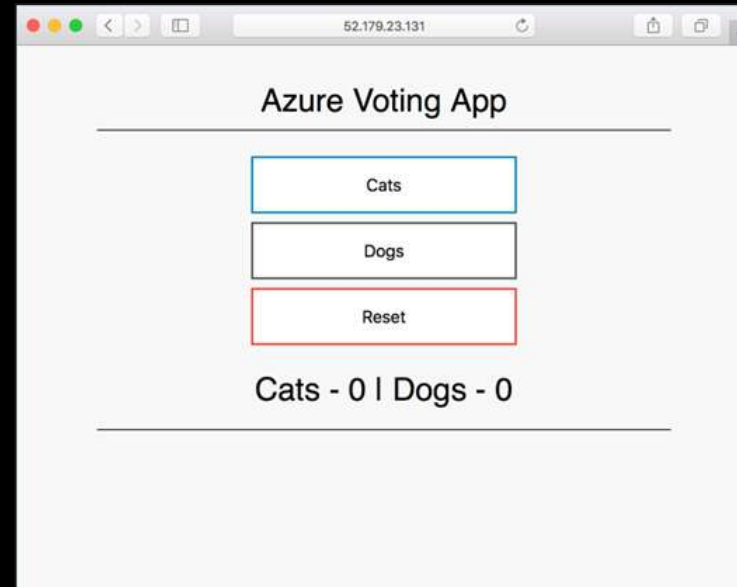 52.179.23.131
Azure Voting App
Cats
Dogs
Reset
Cats - 0 | Dogs - 0